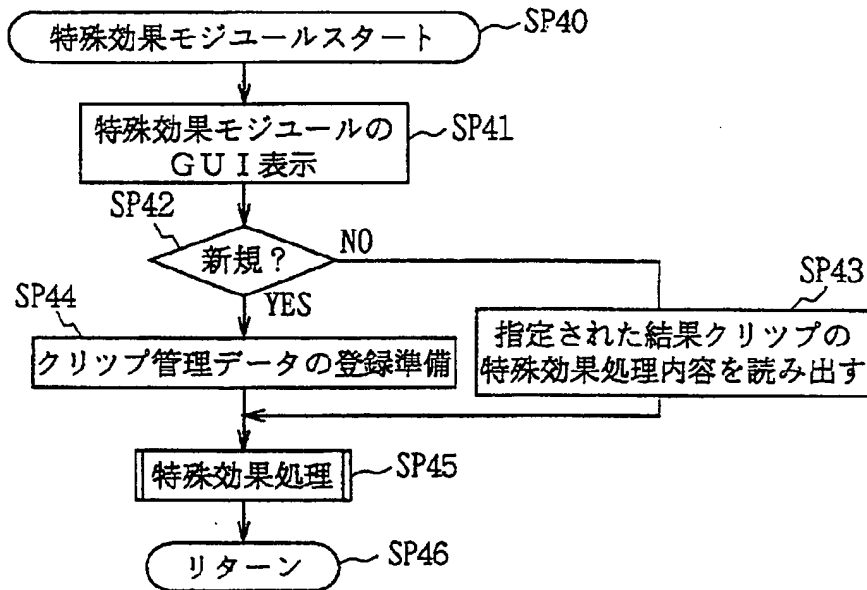 特殊効果モジユールスタート
SP40
特殊効果モジユールの
GUI表示
SP41
SP42
新規?
NO
YES
SP43
指定された結果クリップの
特殊効果処理内容を読み出す
SP44
クリップ管理データの登録準備
特殊効果処理
SP45
リターン
SP46